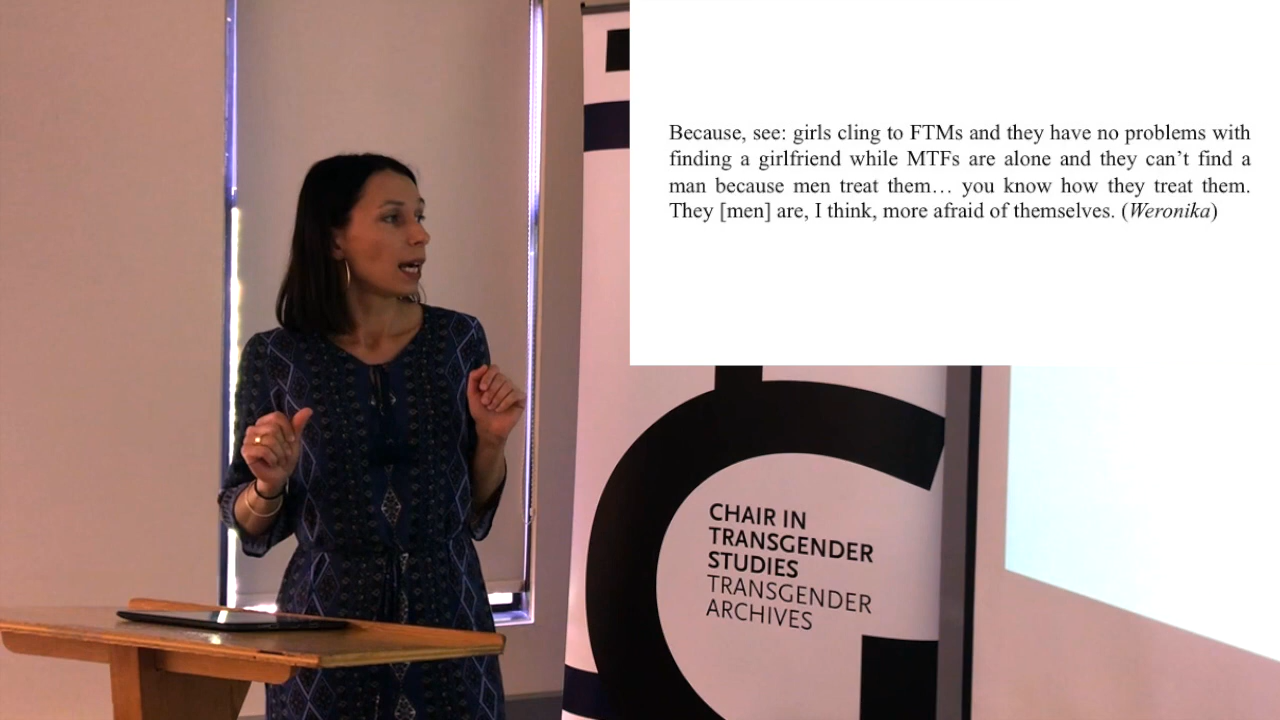 Because, see: girls cling to FTMs and they have no problems with
finding a girlfriend while MTFs are alone and they can’t find a
man because men treat them… you know how they treat them.
They [men] are, I think, more afraid of themselves. (Weronika)
CHAIR IN
TRANSGENDER
STUDIES
TRANSGENDER
ARCHIVES